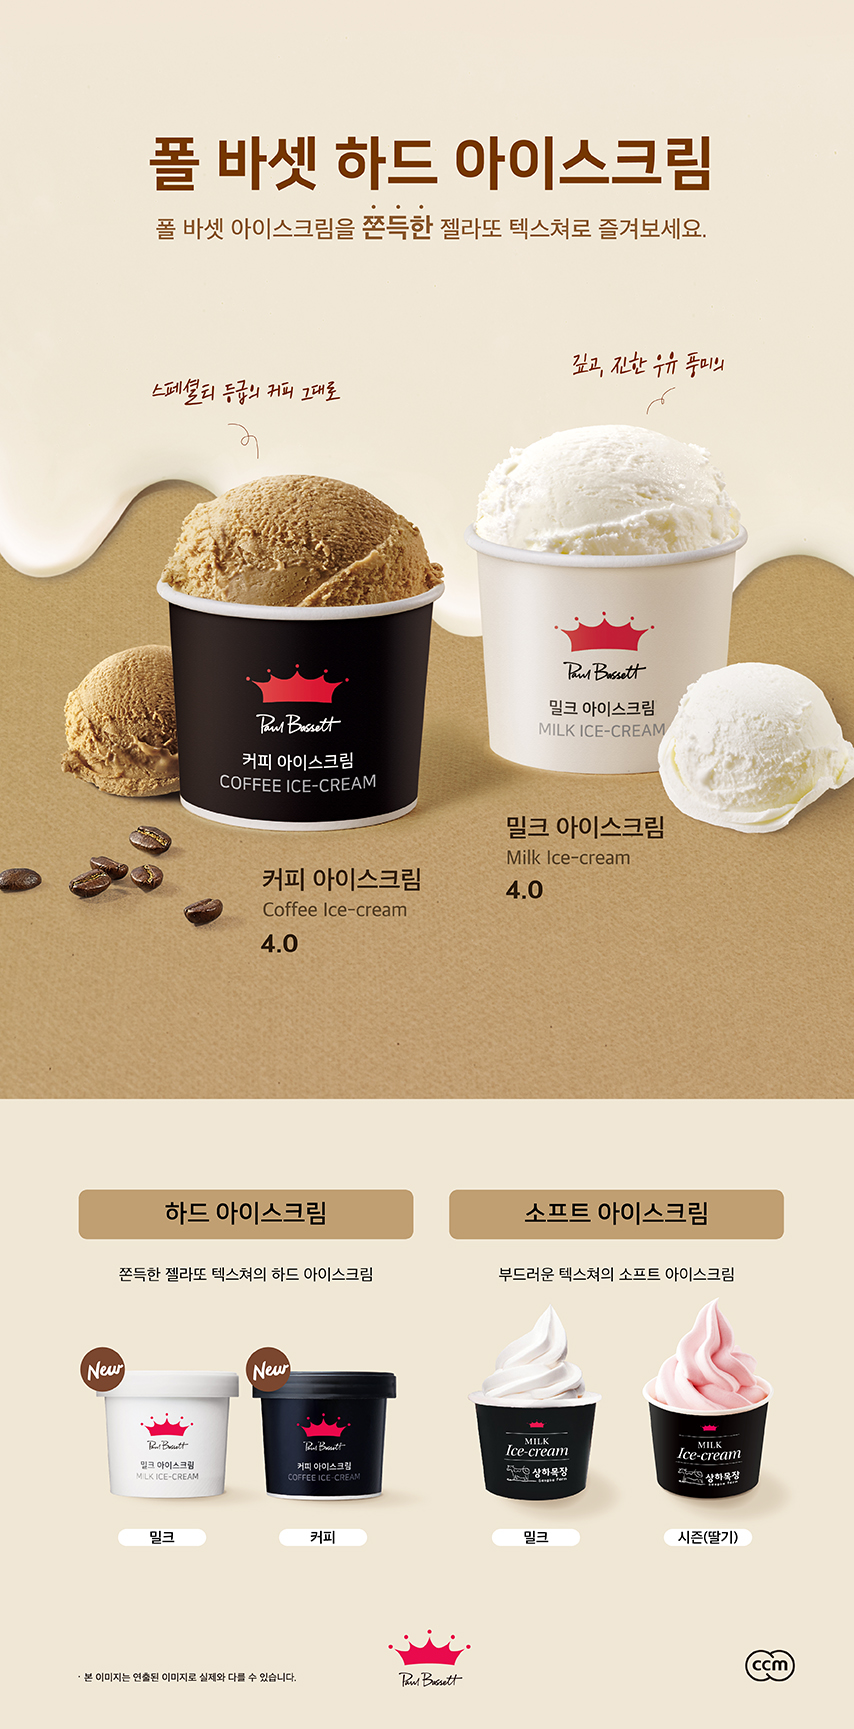 폴 바셋 하드 아이스크림
폴 바셋 아이스크림을 쫀득한 젤라또 텍스쳐로 즐겨보세요.
스페셜티 등급의 커피 그대로
깊고, 진한 우유 풍미의
Paul Bassett
커피 아이스크림
COFFEE ICE-CREAM
Paul Bassett
밀크 아이스크림
MILK ICE-CREAM
커피 아이스크림
Coffee Ice-cream
4.0
밀크 아이스크림
Milk Ice-cream
4.0
하드 아이스크림
쫀득한 젤라또 텍스쳐의 하드 아이스크림
New
Paul Bassett
밀크 아이스크림
MILK ICE-CREAM
밀크
New
Paul Bassett
커피 아이스크림
COFFEE ICE-CREAM
커피
소프트 아이스크림
부드러운 텍스쳐의 소프트 아이스크림
MILK
Ice-cream
상하목장
밀크
MILK
Ice-cream
상하목장
시즌(딸기)
· 본 이미지는 연출된 이미지로 실제와 다를 수 있습니다.
Paul Bassett
ccm